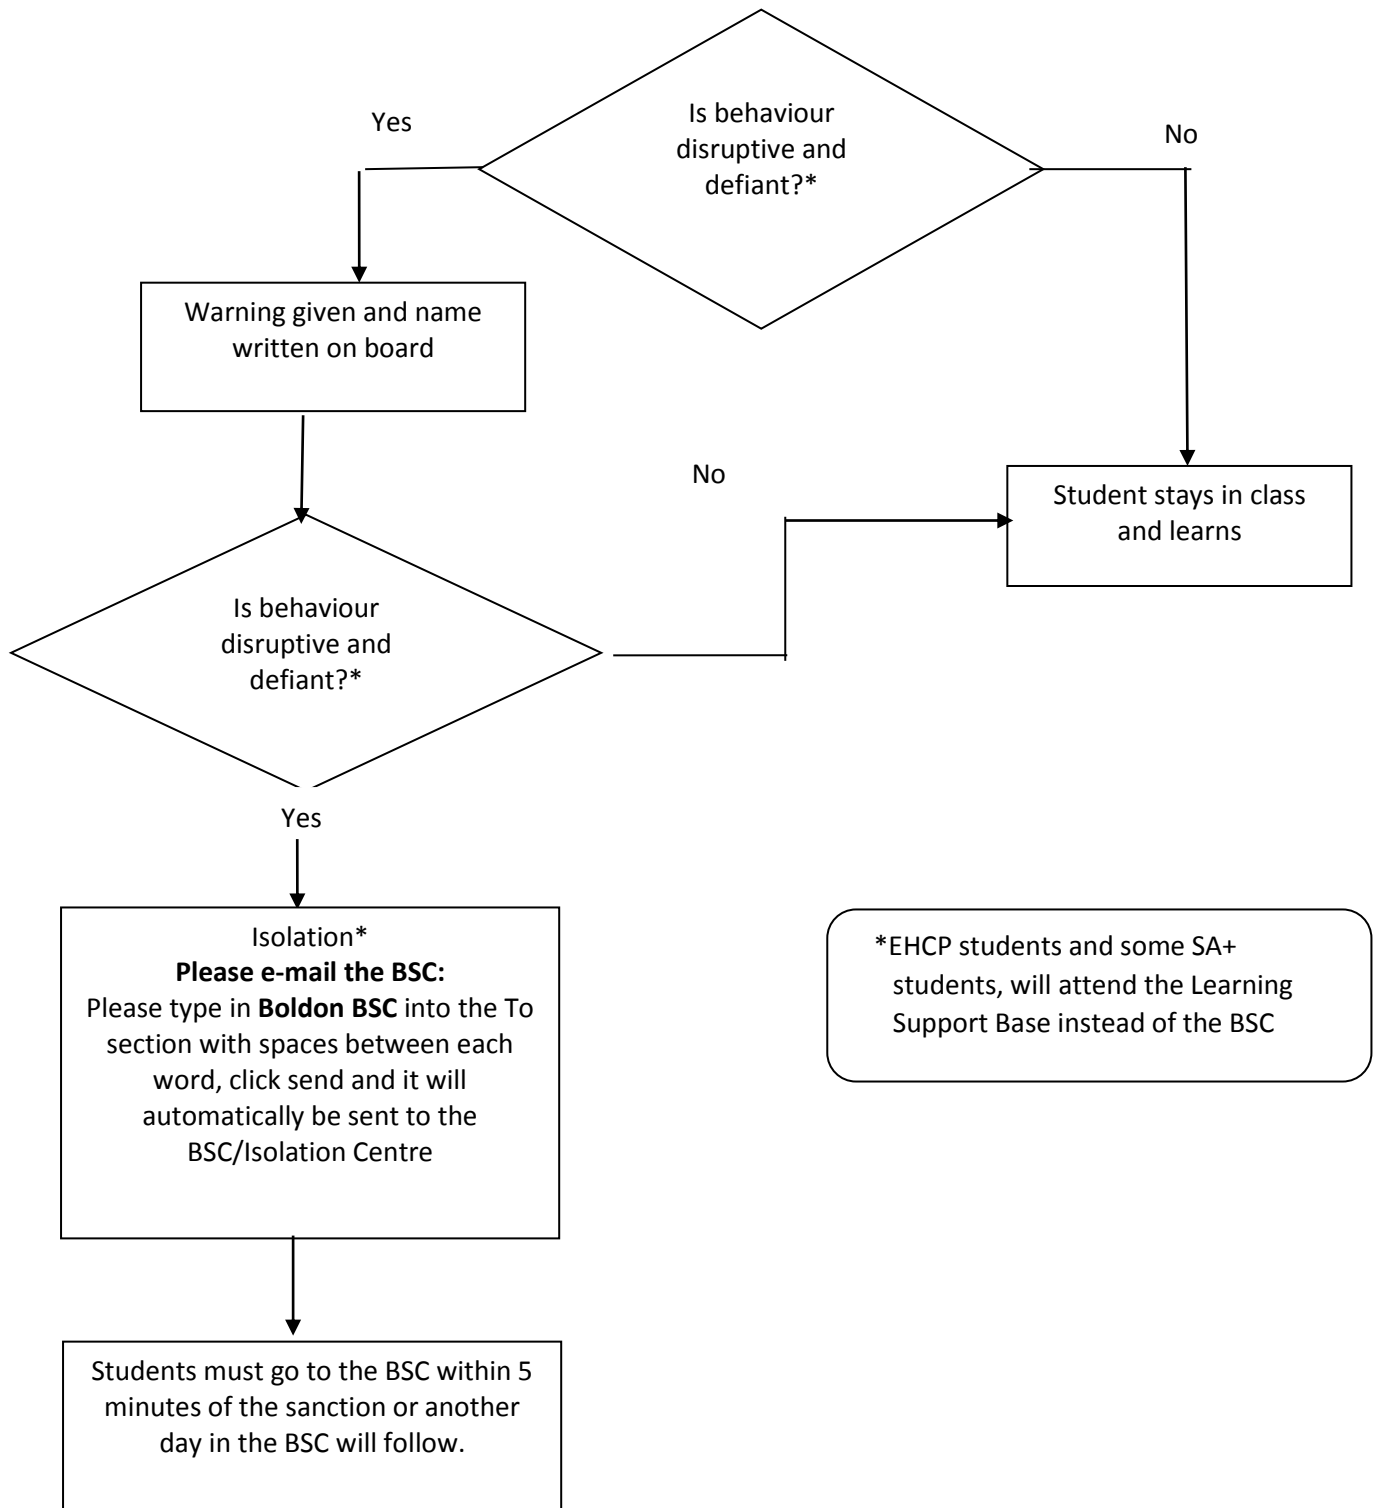 Is behaviour
disruptive and
defiant?*
Yes
No
Warning given and name
written on board
No
Student stays in class
and learns
Is behaviour
disruptive and
defiant?*
Yes
Isolation*
Please e-mail the BSC:
Please type in Boldon BSC into the To
section with spaces between each
word, click send and it will
automatically be sent to the
BSC/Isolation Centre
*EHCP students and some SA+
students, will attend the Learning
Support Base instead of the BSC
Students must go to the BSC within 5
minutes of the sanction or another
day in the BSC will follow.